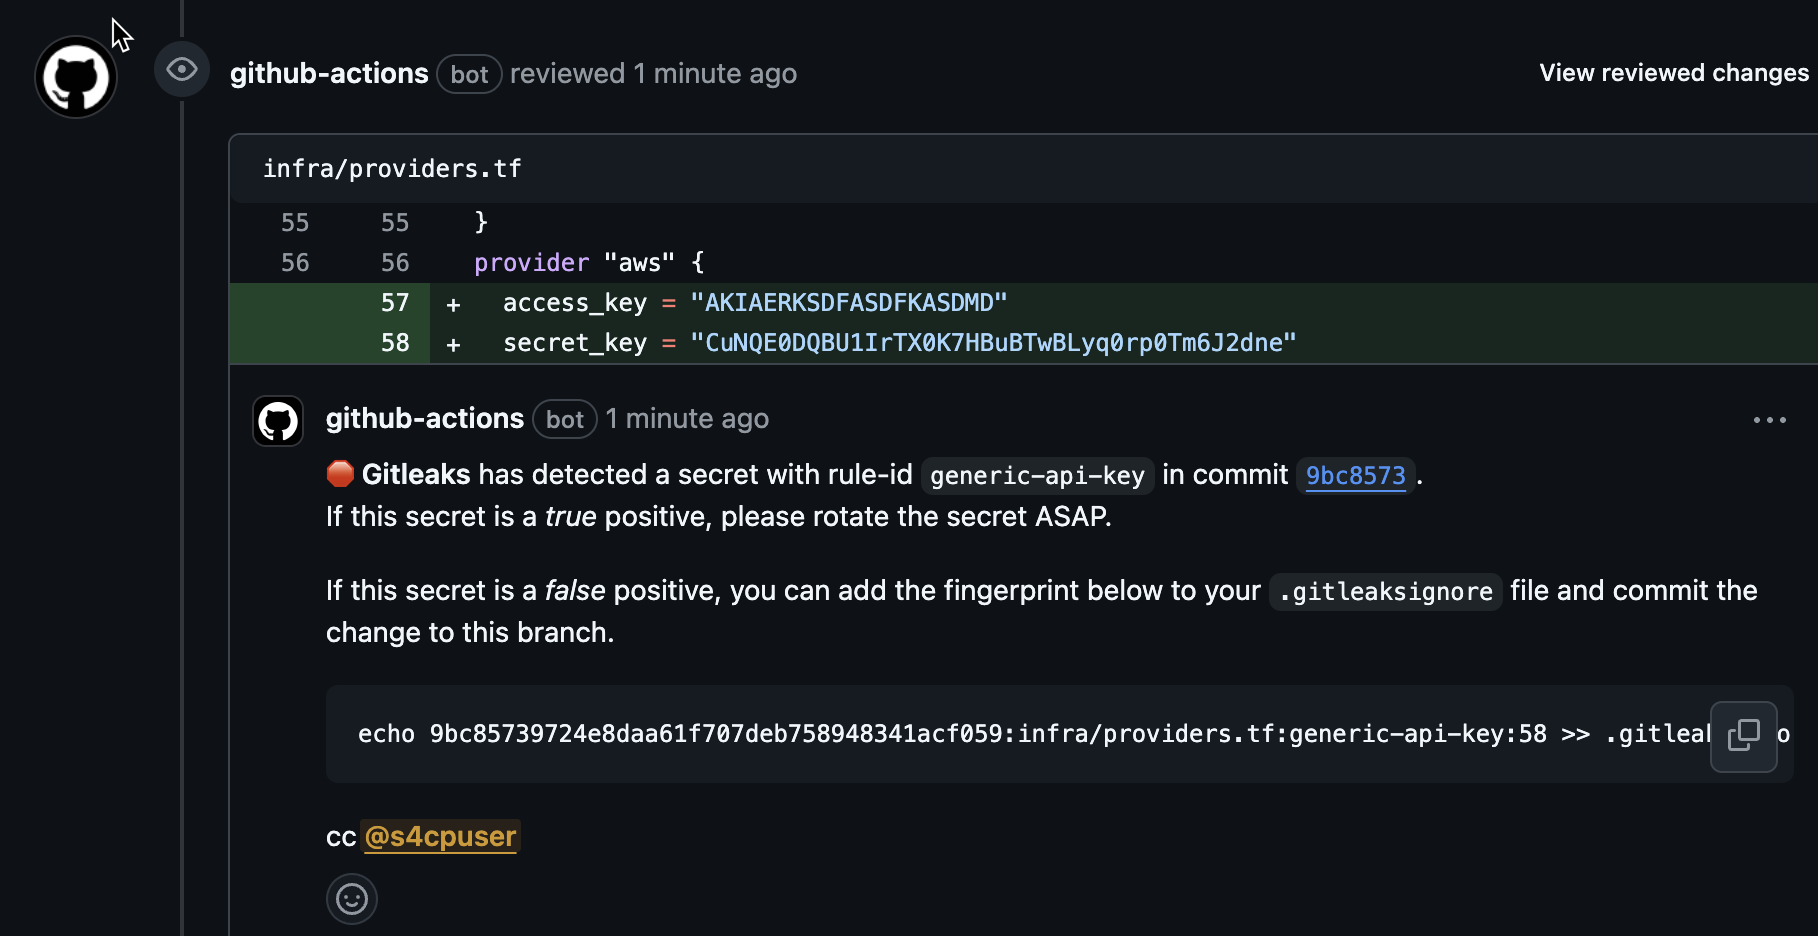 github-actions bot reviewed 1 minute ago View reviewed changes
infra/providers.tf
55 55 }
56 56 provider "aws" {
57 + access_key = "AKIAERKSDFASDFKASDMD"
58 + secret_key = "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"
github-actions bot 1 minute ago
Gitleaks has detected a secret with rule-id generic-api-key in commit 9bc8573.
If this secret is a true positive, please rotate the secret ASAP.
If this secret is a false positive, you can add the fingerprint below to your .gitleaksignore file and commit the
change to this branch.
echo 9bc85739724e8daa61f707deb758948341acf059:infra/providers.tf:generic-api-key:58 >>
cc @s4cpuser